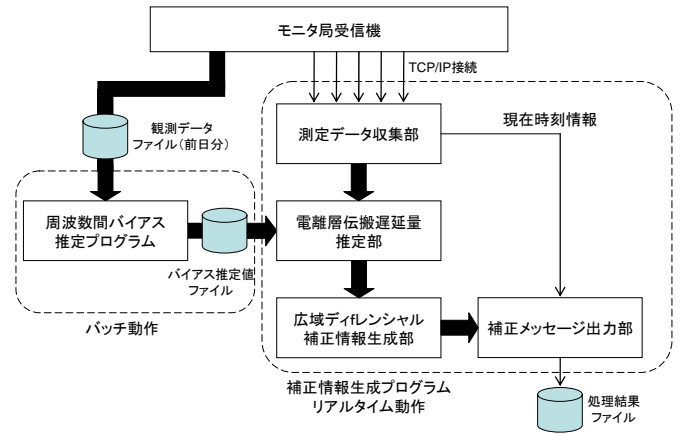 モニタ局受信機
TCP/IP接続
観測データ
ファイル(前日分)
測定データ収集部
現在時刻情報
周波数間バイアス
推定プログラム
電離層伝搬遅延量
推定部
バイアス推定値
ファイル
バッチ動作
広域ディfレンシャル
補正情報生成部
補正メッセージ出力部
補正情報生成プログラム
リアルタイム動作
処理結果
ファイル